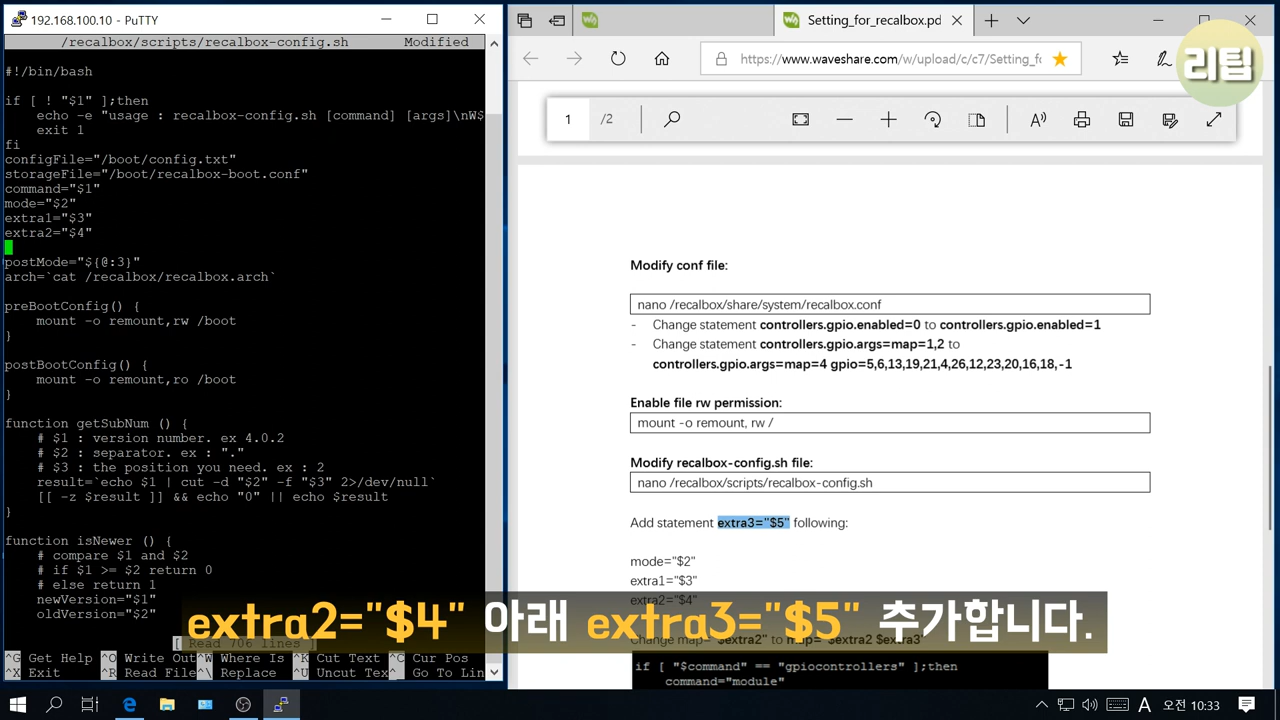 192.168.100.10 - PuTTY
/recalbox/scripts/recalbox-config.sh Modified
#!/bin/bash
if [ ! "$1" ];then
echo -e "usage : recalbox-config.sh [command] [args]\nW$
exit 1
fi
configFile="/boot/config.txt"
storageFile="/boot/recalbox-boot.conf"
command="$1"
mode="$2"
extra1="$3"
extra2="$4"
postMode="${@:3}"
arch=`cat /recalbox/recalbox.arch`
preBootConfig() {
mount -o remount,rw /boot
}
postBootConfig() {
mount -o remount,ro /boot
}
function getSubNum () {
# $1 : version number. ex 4.0.2
# $2 : separator. ex : "."
# $3 : the position you need. ex : 2
result=`echo $1 | cut -d "$2" -f "$3" 2>/dev/null`
[[ -z $result ]] && echo "0" || echo $result
}
function isNewer () {
# compare $1 and $2
# if $1 >= $2 return 0
# else return 1
newVersion="$1"
oldVersion="$2"
[ Read 706 lines ]
^G Get Help ^O Write Out ^W Where Is ^K Cut Text ^C Cur Pos
^X Exit ^R Read File ^\ Replace ^U Uncut Tex ^_ Go To Lin
Setting_for_recalbox.pd
https://www.waveshare.com/w/upload/c/c7/Setting_fo
리팀
1 /2
Modify conf file:
nano /recalbox/share/system/recalbox.conf
- Change statement controllers.gpio.enabled=0 to controllers.gpio.enabled=1
- Change statement controllers.gpio.args=map=1,2 to
controllers.gpio.args=map=4 gpio=5,6,13,19,21,4,26,12,23,20,16,18,-1
Enable file rw permission:
mount -o remount, rw /
Modify recalbox-config.sh file:
nano /recalbox/scripts/recalbox-config.sh
Add statement extra3="$5" following:
mode="$2"
extra1="$3"
extra2="$4"
change map="$extra2" to map="$extra2 $extra3"
if [ "$command" == "gpiocontrollers" ];then
command="module"
extra2="$4" 아래 extra3="$5" 추가합니다.
A 오전 10:33